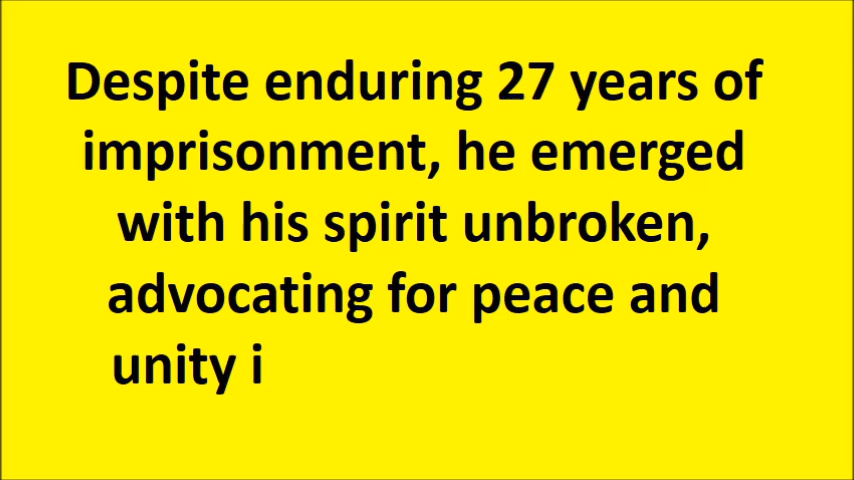 Despite enduring 27 years of
imprisonment, he emerged
with his spirit unbroken,
advocating for peace and
unity i